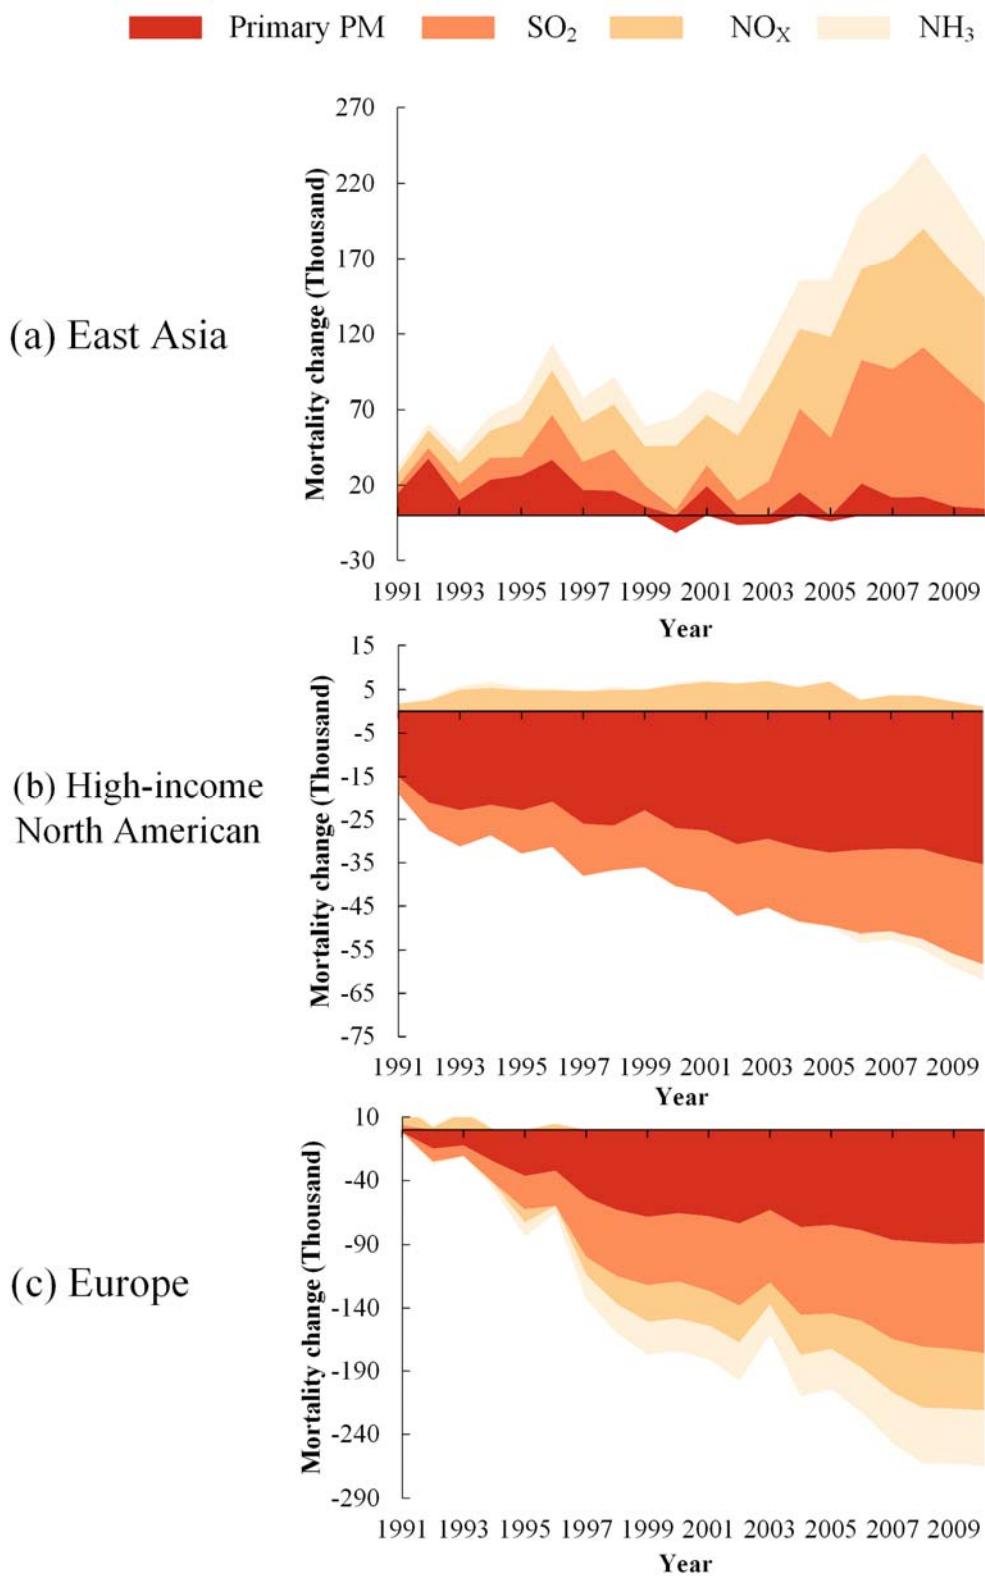 Primary PM SO₂ NOₓ NH₃
270
220
170
120
70
20
-30
Mortality change (Thousand)
(a) East Asia
1991 1993 1995 1997 1999 2001 2003 2005 2007 2009
Year
15
5
-5
-15
-25
-35
-45
-55
-65
-75
Mortality change (Thousand)
(b) High-income
North American
1991 1993 1995 1997 1999 2001 2003 2005 2007 2009
Year
10
-40
-90
-140
-190
-240
-290
Mortality change (Thousand)
(c) Europe
1991 1993 1995 1997 1999 2001 2003 2005 2007 2009
Year